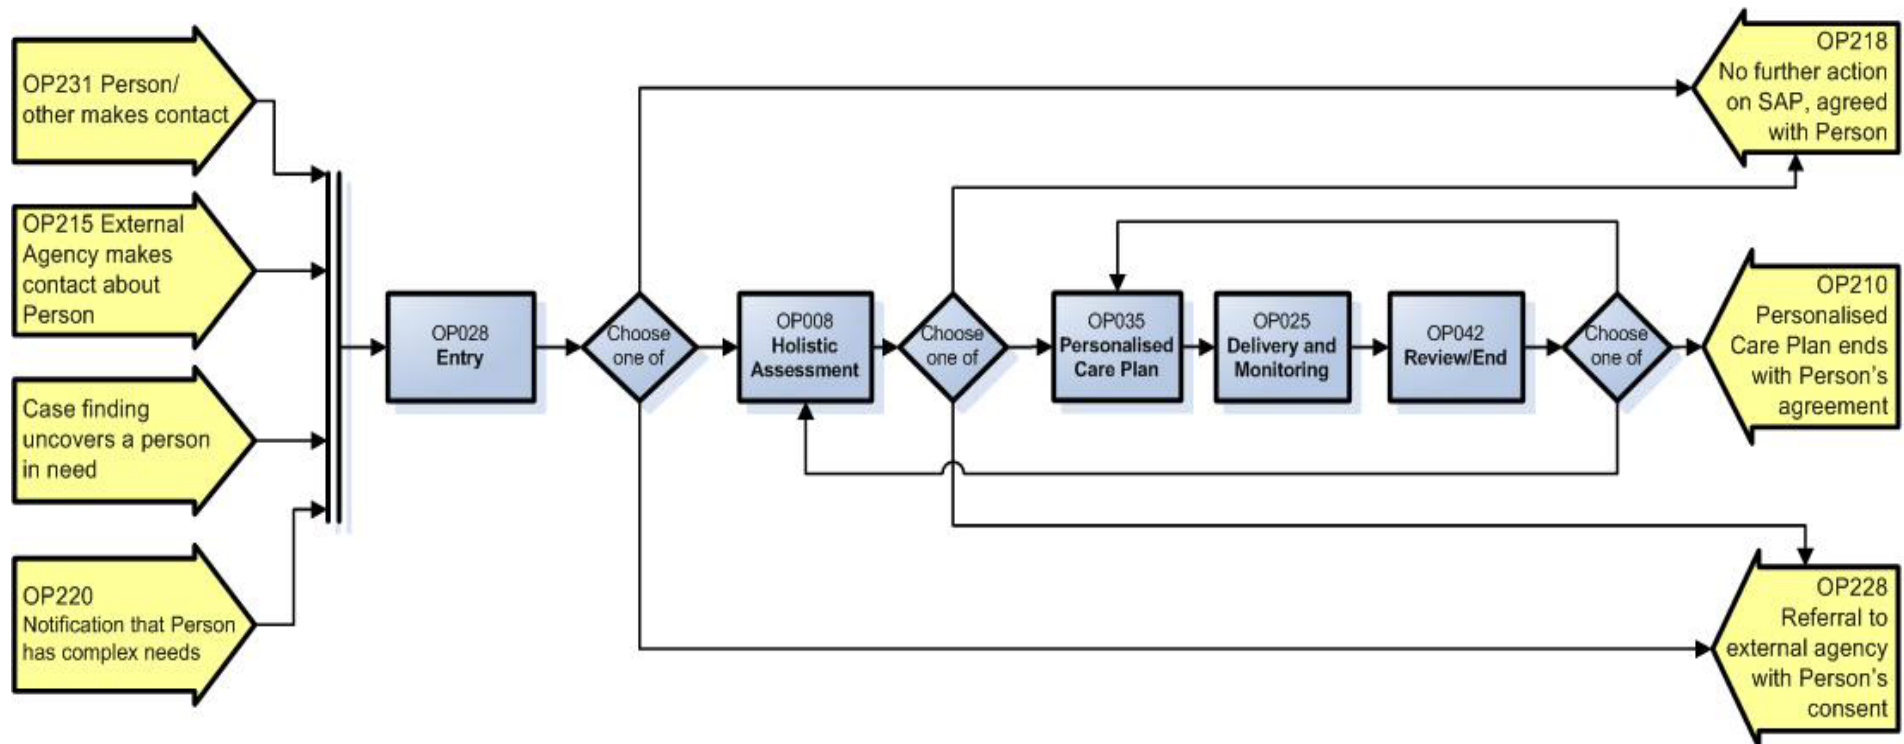 OP231 Person/
other makes contact
OP215 External
Agency makes
contact about
Person
Case finding
uncovers a person
in need
OP220
Notification that Person
has complex needs
OP028
Entry
Choose
one of
OP008
Holistic
Assessment
Choose
one of
OP035
Personalised
Care Plan
OP025
Delivery and
Monitoring
OP042
Review/End
Choose
one of
OP218
No further action
on SAP, agreed
with Person
OP210
Personalised
Care Plan ends
with Person's
agreement
OP228
Referral to
external agency
with Person's
consent